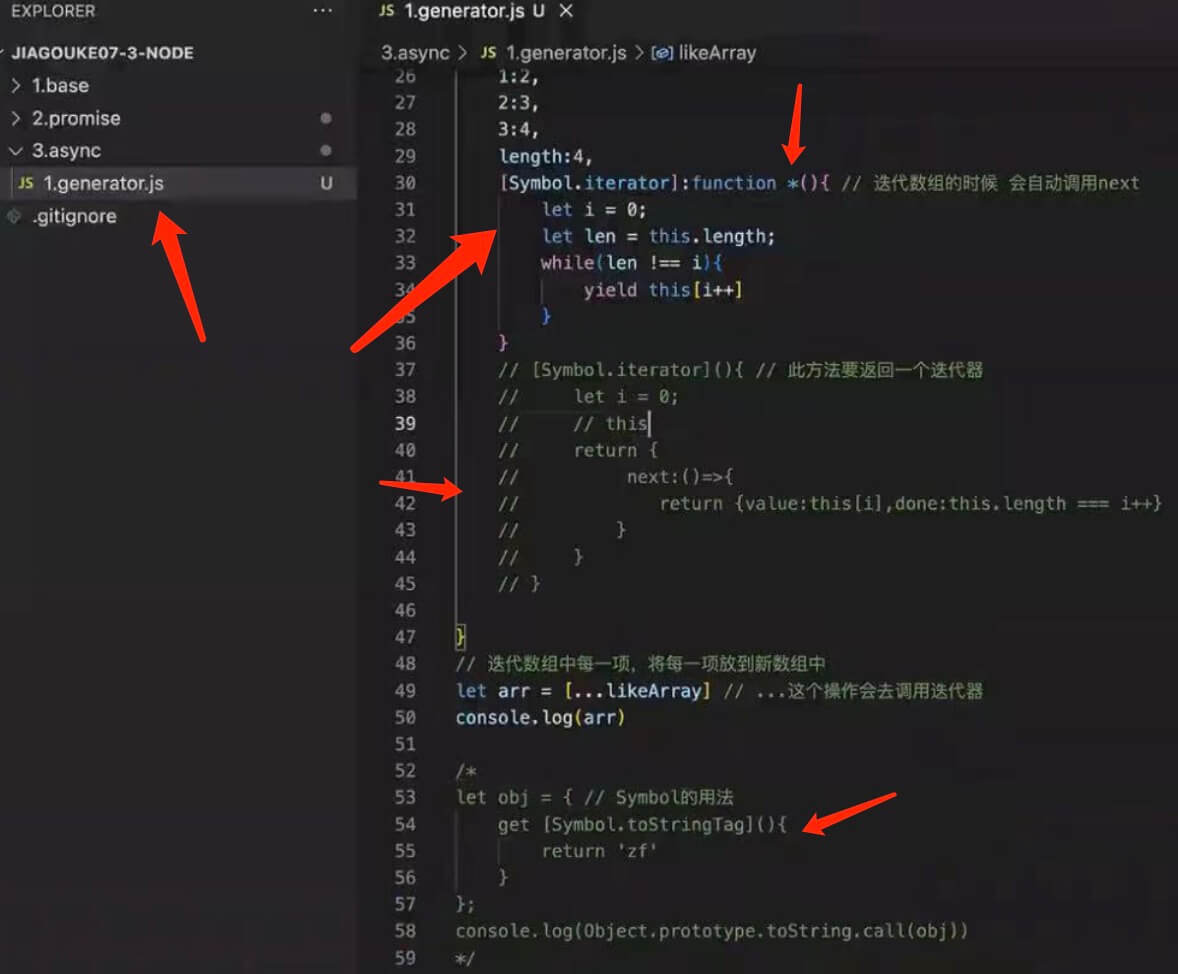 EXPLORER
···
JS 1.generator.js U ×
JIAGOUKE07-3-NODE
3.async > JS 1.generator.js > likeArray
> 1.base
> 2.promise
3.async
JS 1.generator.js U
.gitignore
26 1:2,
27 2:3,
28 3:4,
29 length:4,
30 [Symbol.iterator]:function *(){ // 迭代数组的时候 会自动调用next
31 let i = 0;
32 let len = this.length;
33 while(len !== i){
34 yield this[i++]
35 }
36 }
37 // [Symbol.iterator](){ // 此方法要返回一个迭代器
38 // let i = 0;
39 // // this
40 // return {
41 // next:()=>{
42 // return {value:this[i],done:this.length === i++}
43 // }
44 // }
45 // }
46
47 }
48 // 迭代数组中每一项，将每一项放到新数组中
49 let arr = [...likeArray] // ...这个操作会去调用迭代器
50 console.log(arr)
51
52 /*
53 let obj = { // Symbol的用法
54 get [Symbol.toStringTag](){
55 return 'zf'
56 }
57 };
58 console.log(Object.prototype.toString.call(obj))
59 */